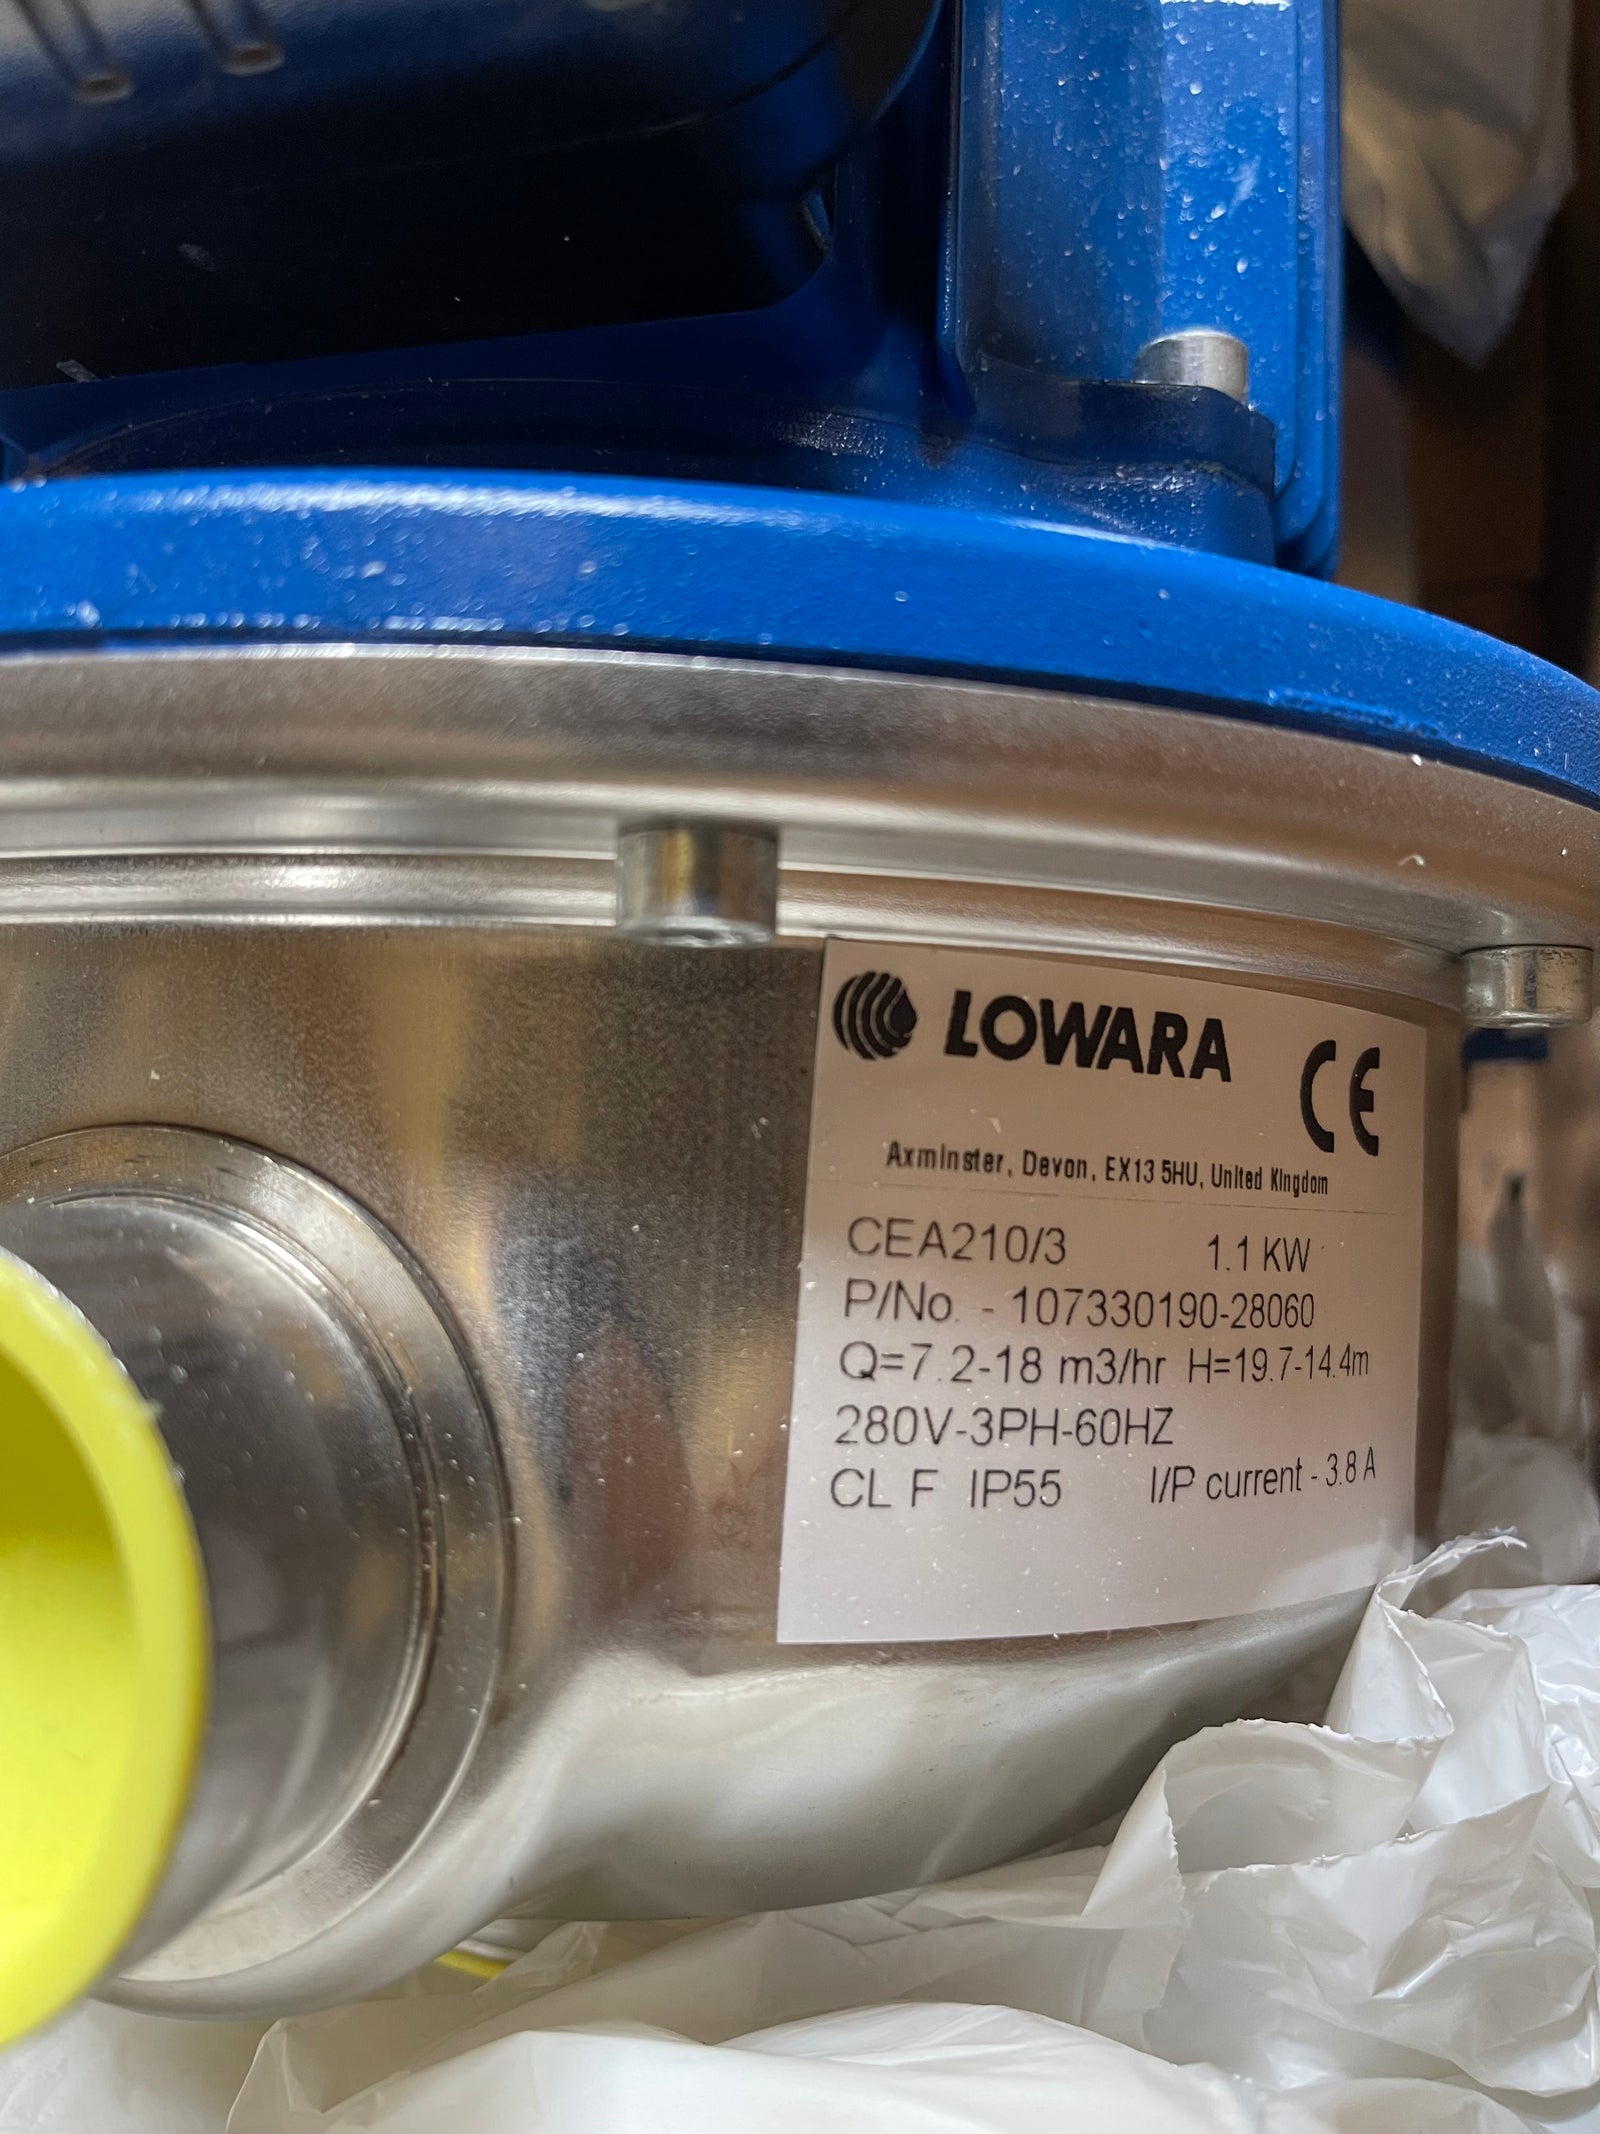 LOWARA CE
Axminster, Devon, EX13 5HU, United Kingdom
CEA210/3 1.1 KW
P/No. - 107330190-28060
Q=7.2-18 m3/hr H=19.7-14.4m
280V-3PH-60HZ
CL F IP55 I/P current - 3.8 A